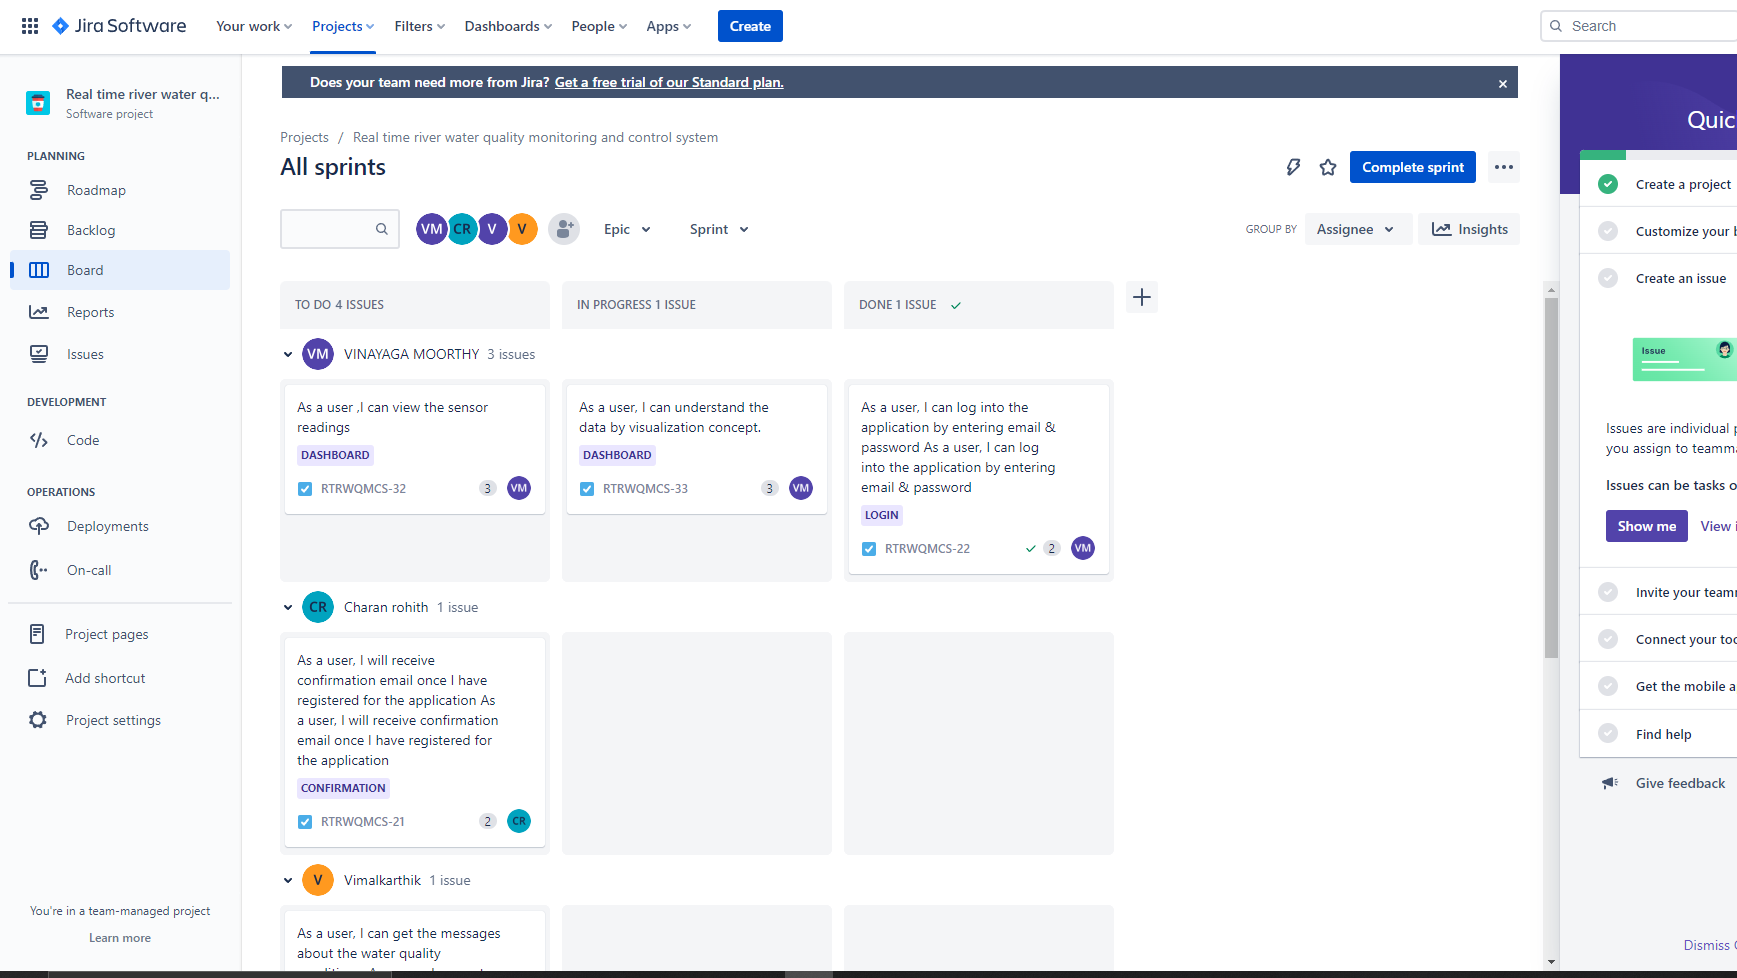 Jira Software
Your work
Projects
Filters
Dashboards
People
Apps
Create
Search
Real time river water q...
Software project
PLANNING
Roadmap
Backlog
Board
Reports
Issues
DEVELOPMENT
Code
OPERATIONS
Deployments
On-call
Project pages
Add shortcut
Project settings
You're in a team-managed project
Learn more
Does your team need more from Jira? Get a free trial of our Standard plan.
Projects / Real time river water quality monitoring and control system
All sprints
Complete sprint
VM CR V V
Epic
Sprint
GROUP BY
Assignee
Insights
TO DO 4 ISSUES
IN PROGRESS 1 ISSUE
DONE 1 ISSUE
VM VINAYAGA MOORTHY 3 issues
As a user ,I can view the sensor
readings
DASHBOARD
RTRWQMCS-32 3 VM
As a user, I can understand the
data by visualization concept.
DASHBOARD
RTRWQMCS-33 3 VM
As a user, I can log into the
application by entering email &
password As a user, I can log
into the application by entering
email & password
LOGIN
RTRWQMCS-22 2 VM
CR Charan rohith 1 issue
As a user, I will receive
confirmation email once I have
registered for the application As
a user, I will receive confirmation
email once I have registered for
the application
CONFIRMATION
RTRWQMCS-21 2 CR
V Vimalkarthik 1 issue
As a user, I can get the messages
about the water quality
Quic
Create a project
Customize your b
Create an issue
Issue
Issues are individual p
you assign to teamma
Issues can be tasks o
Show me
View i
Invite your teamm
Connect your too
Get the mobile a
Find help
Give feedback
Dismiss